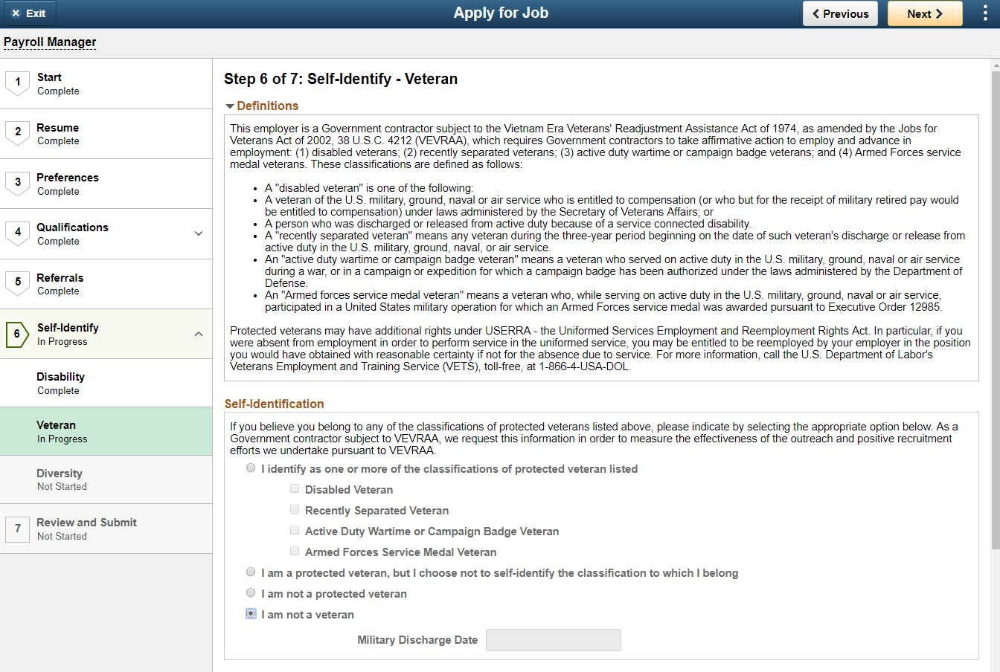 Exit
Apply for Job
Previous
Next
Payroll Manager
1
Start
Complete
2
Resume
Complete
3
Preferences
Complete
4
Qualifications
Complete
5
Referrals
Complete
6
Self-Identify
In Progress
Disability
Complete
Veteran
In Progress
Diversity
Not Started
7
Review and Submit
Not Started
Step 6 of 7: Self-Identify - Veteran
Definitions
This employer is a Government contractor subject to the Vietnam Era Veterans' Readjustment Assistance Act of 1974, as amended by the Jobs for
Veterans Act of 2002, 38 U.S.C. 4212 (VEVRAA), which requires Government contractors to take affirmative action to employ and advance in
employment: (1) disabled veterans; (2) recently separated veterans; (3) active duty wartime or campaign badge veterans; and (4) Armed Forces service
medal veterans. These classifications are defined as follows:
• A "disabled veteran" is one of the following:
• A veteran of the U.S. military, ground, naval or air service who is entitled to compensation (or who but for the receipt of military retired pay would
be entitled to compensation) under laws administered by the Secretary of Veterans Affairs; or
• A person who was discharged or released from active duty because of a service connected disability.
• A "recently separated veteran" means any veteran during the three-year period beginning on the date of such veteran's discharge or release from
active duty in the U.S. military, ground, naval, or air service.
• An "active duty wartime or campaign badge veteran" means a veteran who served on active duty in the U.S. military, ground, naval or air service
during a war, or in a campaign or expedition for which a campaign badge has been authorized under the laws administered by the Department of
Defense.
• An "Armed forces service medal veteran" means a veteran who, while serving on active duty in the U.S. military, ground, naval or air service,
participated in a United States military operation for which an Armed Forces service medal was awarded pursuant to Executive Order 12985.
Protected veterans may have additional rights under USERRA - the Uniformed Services Employment and Reemployment Rights Act. In particular, if you
were absent from employment in order to perform service in the uniformed service, you may be entitled to be reemployed by your employer in the position
you would have obtained with reasonable certainty if not for the absence due to service. For more information, call the U.S. Department of Labor's
Veterans Employment and Training Service (VETS), toll-free, at 1-866-4-USA-DOL.
Self-Identification
If you believe you belong to any of the classifications of protected veterans listed above, please indicate by selecting the appropriate option below. As a
Government contractor subject to VEVRAA, we request this information in order to measure the effectiveness of the outreach and positive recruitment
efforts we undertake pursuant to VEVRAA.
I identify as one or more of the classifications of protected veteran listed
Disabled Veteran
Recently Separated Veteran
Active Duty Wartime or Campaign Badge Veteran
Armed Forces Service Medal Veteran
I am a protected veteran, but I choose not to self-identify the classification to which I belong
I am not a protected veteran
I am not a veteran
Military Discharge Date